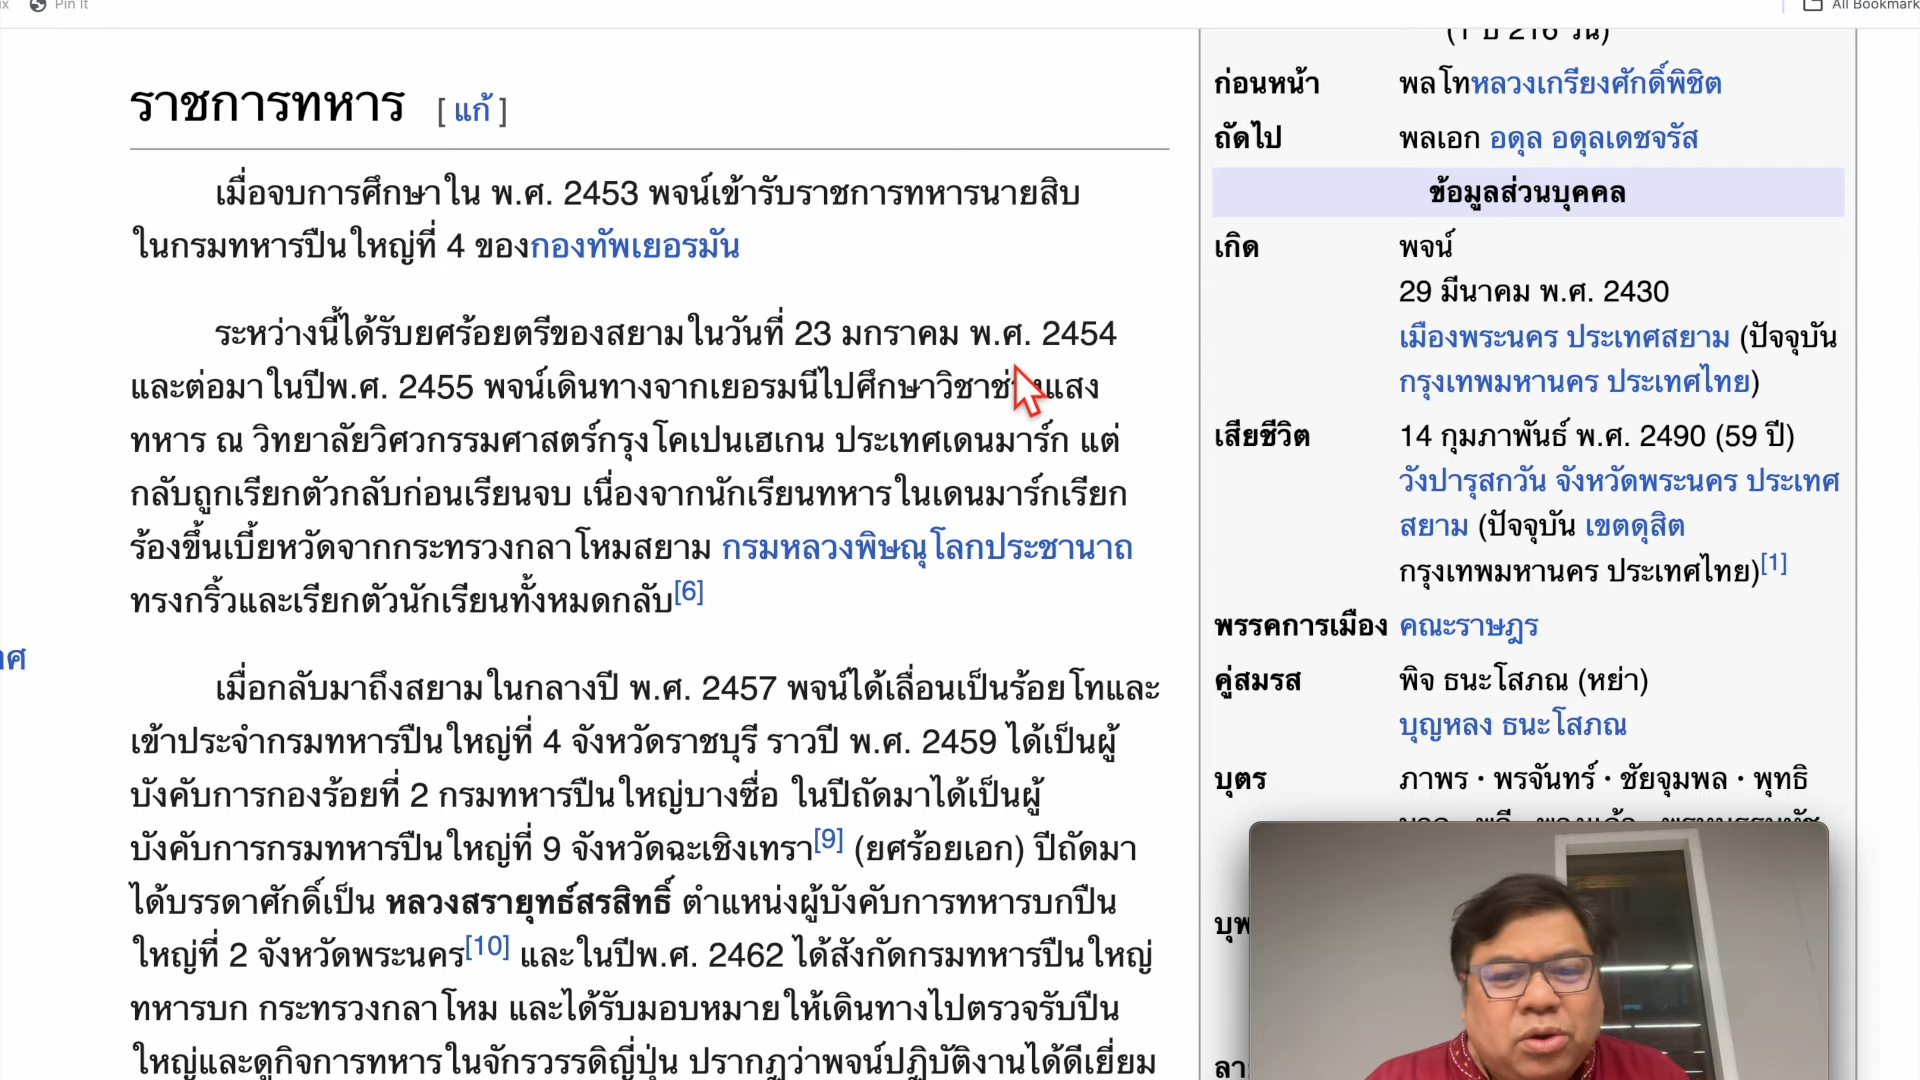 Pin It
All Bookmark
ราชการทหาร [ แก้ ]
เมื่อจบการศึกษาใน พ.ศ. 2453 พจน์เข้ารับราชการทหารนายสิบ
ในกรมทหารปืนใหญ่ที่ 4 ของกองทัพเยอรมัน
ระหว่างนี้ได้รับยศร้อยตรีของสยามในวันที่ 23 มกราคม พ.ศ. 2454
และต่อมาในปีพ.ศ. 2455 พจน์เดินทางจากเยอรมนีไปศึกษาวิชาช่างแสง
ทหาร ณ วิทยาลัยวิศวกรรมศาสตร์กรุงโคเปนเฮเกน ประเทศเดนมาร์ก แต่
กลับถูกเรียกตัวกลับก่อนเรียนจบ เนื่องจากนักเรียนทหารในเดนมาร์กเรียก
ร้องขึ้นเบี้ยหวัดจากกระทรวงกลาโหมสยาม กรมหลวงพิษณุโลกประชานาถ
ทรงกริ้วและเรียกตัวนักเรียนทั้งหมดกลับ[6]
เมื่อกลับมาถึงสยามในกลางปี พ.ศ. 2457 พจน์ได้เลื่อนเป็นร้อยโทและ
เข้าประจำกรมทหารปืนใหญ่ที่ 4 จังหวัดราชบุรี ราวปี พ.ศ. 2459 ได้เป็นผู้
บังคับการกองร้อยที่ 2 กรมทหารปืนใหญ่บางซื่อ ในปีถัดมาได้เป็นผู้
บังคับการกรมทหารปืนใหญ่ที่ 9 จังหวัดฉะเชิงเทรา[9] (ยศร้อยเอก) ปีถัดมา
ได้บรรดาศักดิ์เป็น หลวงสรายุทธ์สรสิทธิ์ ตำแหน่งผู้บังคับการทหารบกปืน
ใหญ่ที่ 2 จังหวัดพระนคร[10] และในปีพ.ศ. 2462 ได้สังกัดกรมทหารปืนใหญ่
ทหารบก กระทรวงกลาโหม และได้รับมอบหมายให้เดินทางไปตรวจรับปืน
ใหญ่และดูกิจการทหารในจักรวรรดิญี่ปุ่น ปรากฏว่าพจน์ปฏิบัติงานได้ดีเยี่ยม
(1 ปี 216 วัน)
ก่อนหน้า พลโทหลวงเกรียงศักดิ์พิชิต
ถัดไป พลเอก อดุล อดุลเดชจรัส
ข้อมูลส่วนบุคคล
เกิด พจน์
29 มีนาคม พ.ศ. 2430
เมืองพระนคร ประเทศสยาม (ปัจจุบัน
กรุงเทพมหานคร ประเทศไทย)
เสียชีวิต 14 กุมภาพันธ์ พ.ศ. 2490 (59 ปี)
วังปารุสกวัน จังหวัดพระนคร ประเทศ
สยาม (ปัจจุบัน เขตดุสิต
กรุงเทพมหานคร ประเทศไทย)[1]
พรรคการเมือง คณะราษฎร
คู่สมรส พิจ ธนะโสภณ (หย่า)
บุญหลง ธนะโสภณ
บุตร ภาพร · พรจันทร์ · ชัยจุมพล · พุทธิ